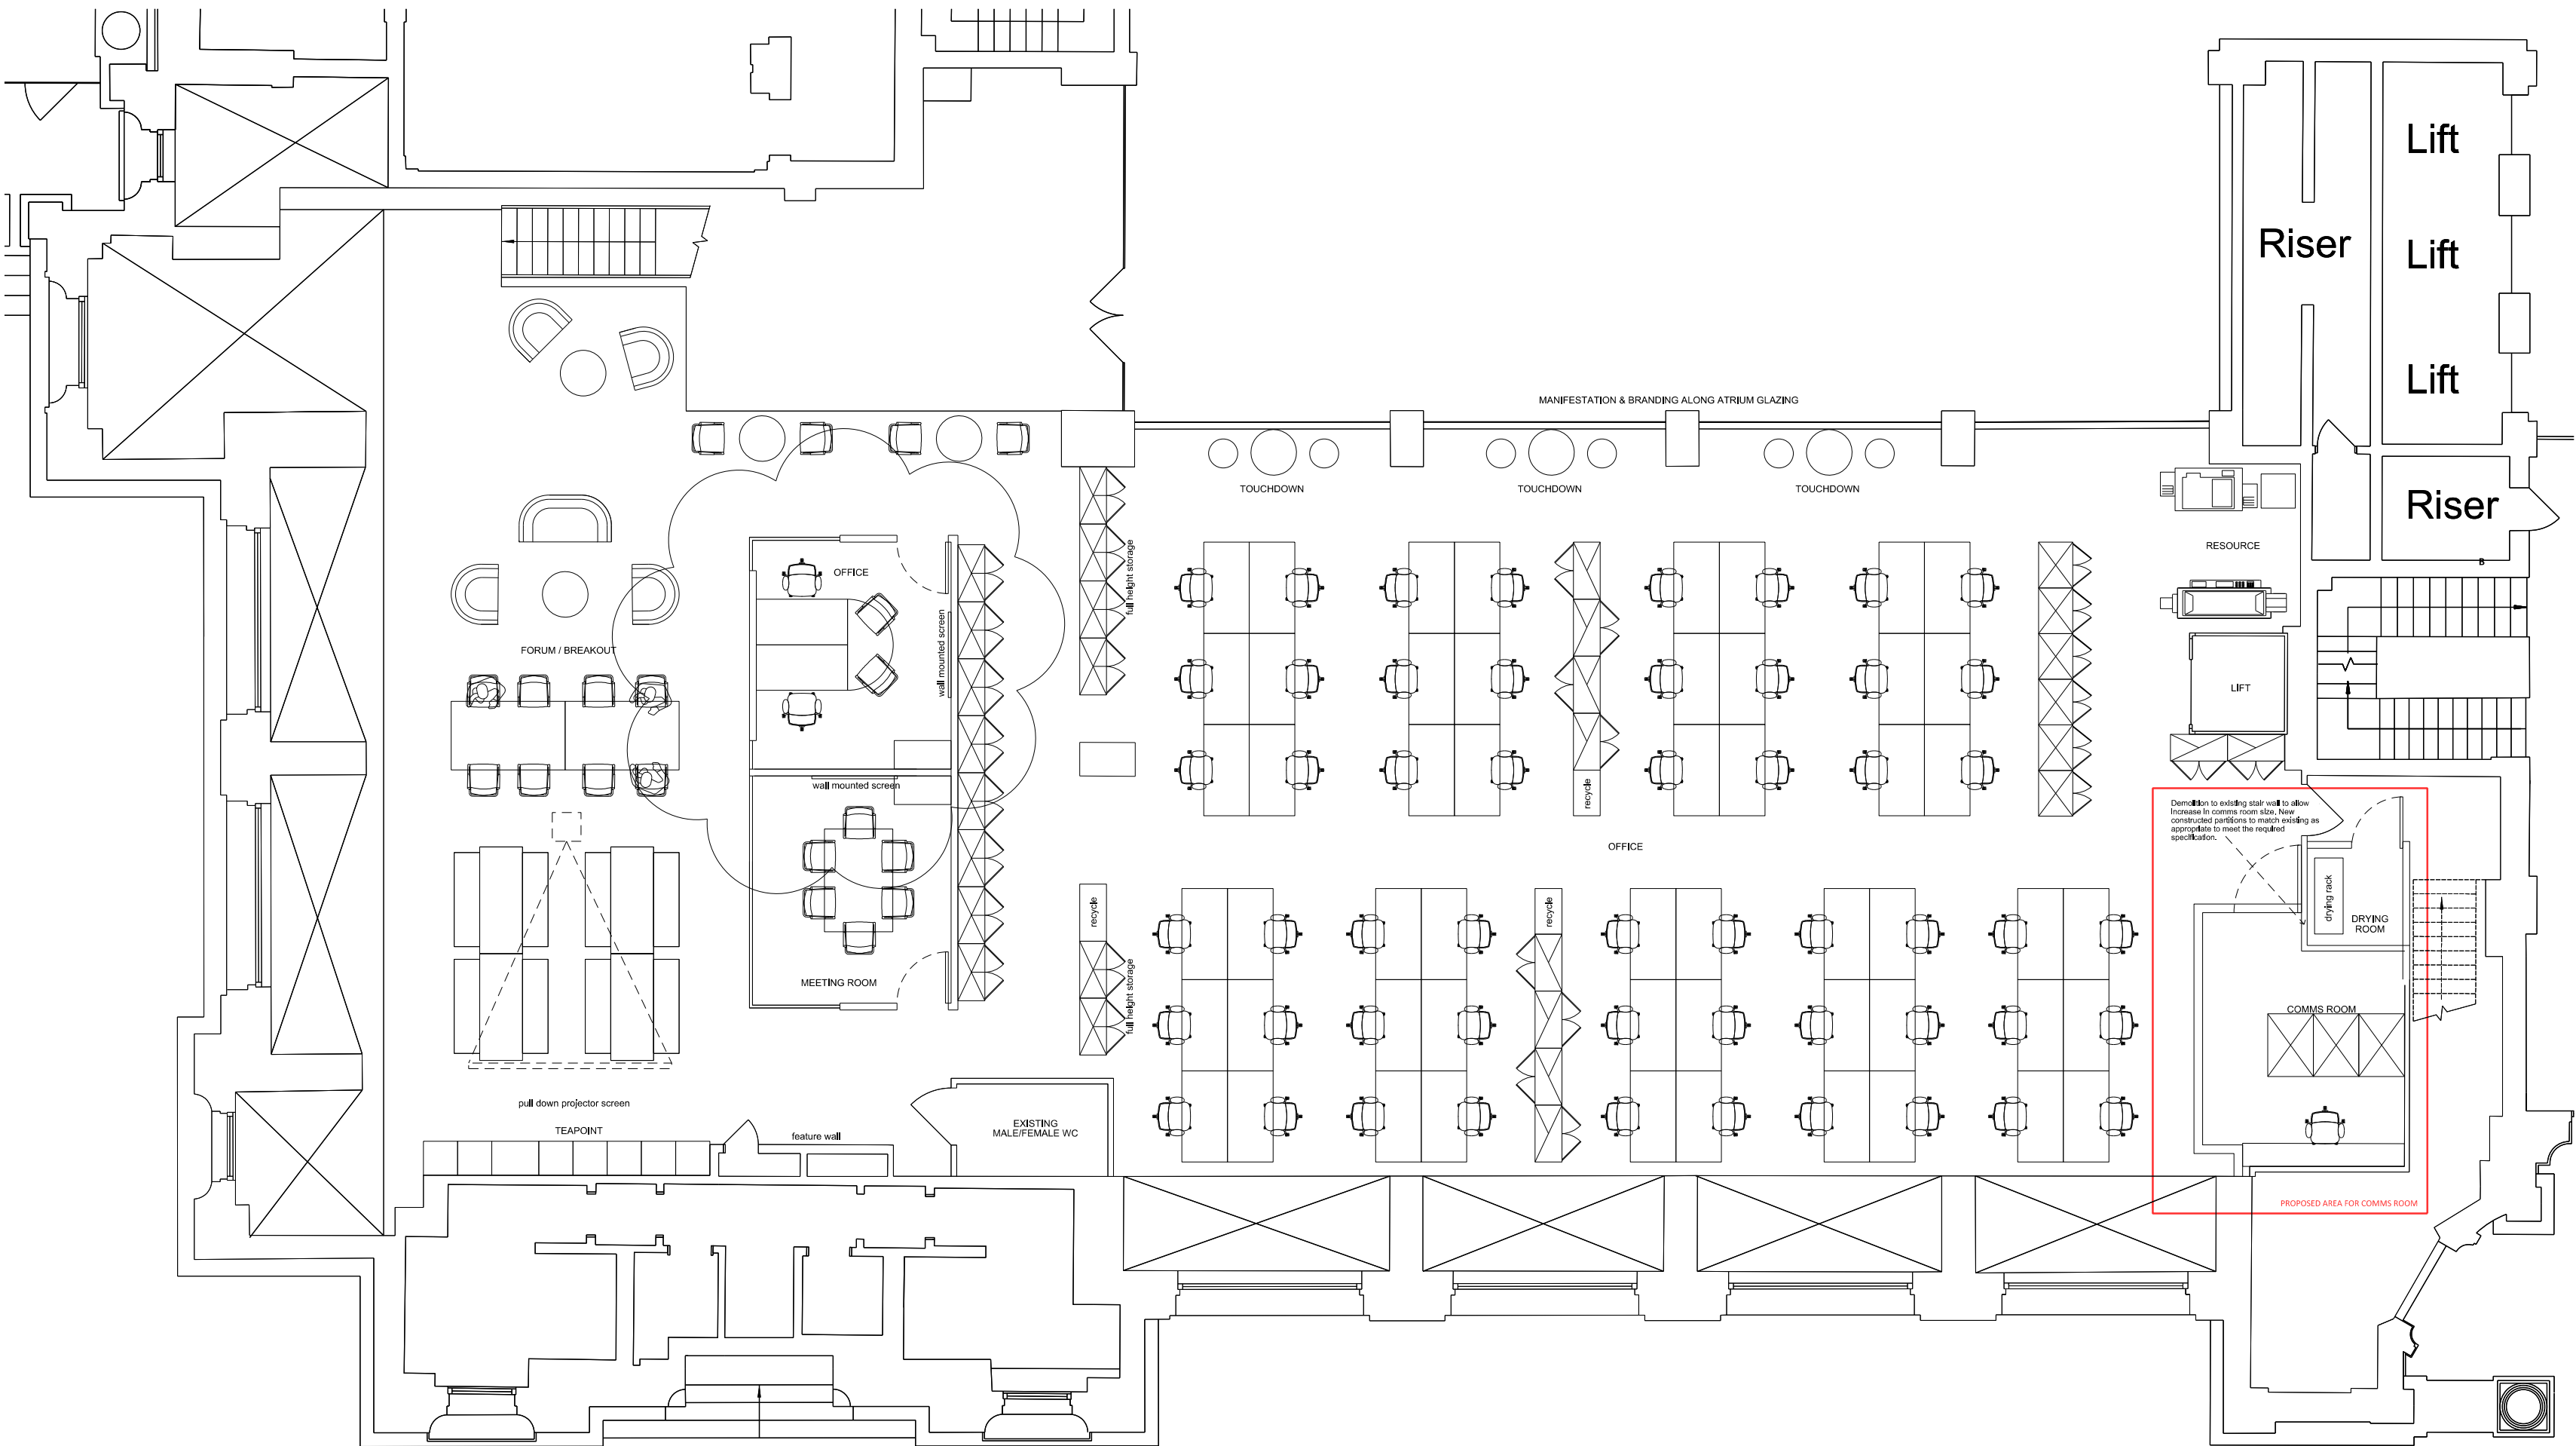 Lift
Riser
Lift
Lift
MANIFESTATION & BRANDING ALONG ATRIUM GLAZING
TOUCHDOWN
TOUCHDOWN
TOUCHDOWN
Riser
RESOURCE
B
OFFICE
wall mounted screen
full height storage
FORUM / BREAKOUT
LIFT
wall mounted screen
recycle
Demolition to existing stair wall to allow
increase in comms room size, New
constructed partitions to match existing as
appropriate to meet the required
specification.
OFFICE
drying rack
DRYING
ROOM
recycle
recycle
MEETING ROOM
full height storage
COMMS ROOM
pull down projector screen
TEAPOINT
feature wall
EXISTING
MALE/FEMALE WC
PROPOSED AREA FOR COMMS ROOM